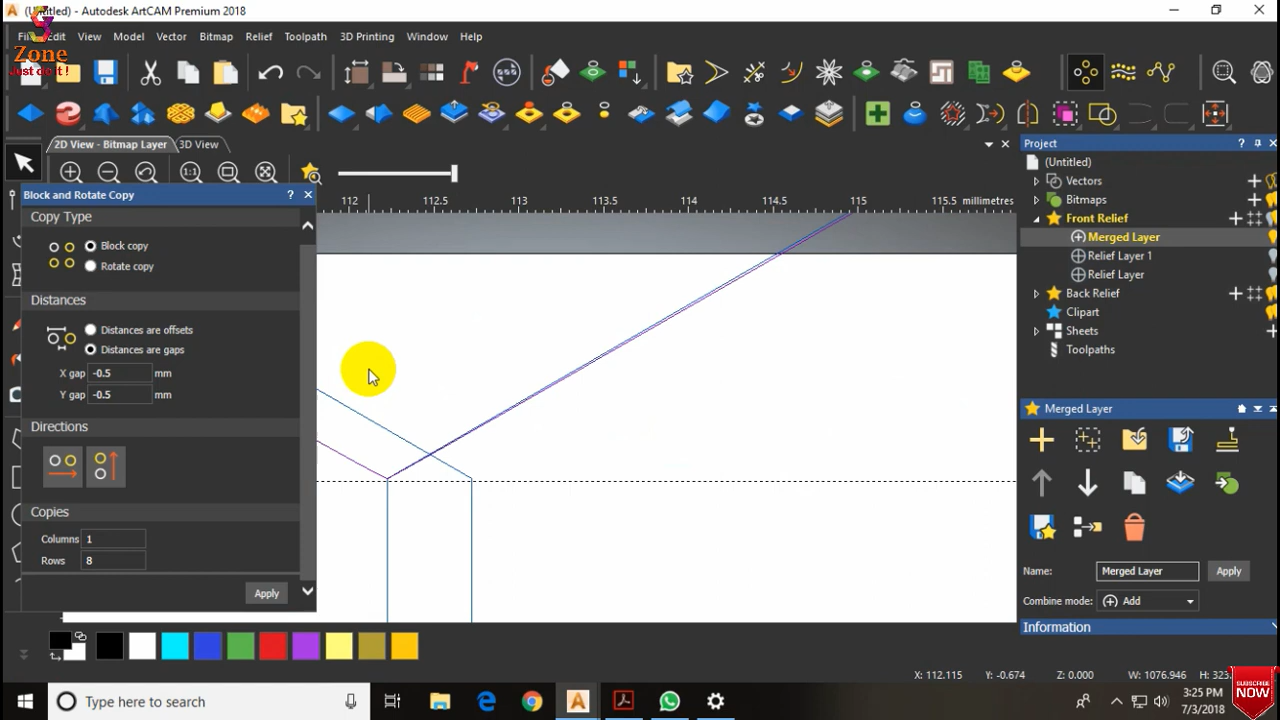 (Untitled) - Autodesk ArtCAM Premium 2018
Zone
Just do it !
Edit View Model Vector Bitmap Relief Toolpath 3D Printing Window Help
2D View - Bitmap Layer 3D View
1:1
Block and Rotate Copy
Copy Type
Block copy
Rotate copy
Distances
Distances are offsets
Distances are gaps
X gap -0.5 mm
Y gap -0.5 mm
Directions
Copies
Columns 1
Rows 8
Apply
112 112.5 113 113.5 114 114.5 115 115.5 millimetres
Project
(Untitled)
Vectors
Bitmaps
Front Relief
Merged Layer
Relief Layer 1
Relief Layer
Back Relief
Clipart
Sheets
Toolpaths
Merged Layer
Name: Merged Layer Apply
Combine mode: Add
Information
X: 112.115 Y: -0.674 Z: 0.000 W: 1076.946 H: 323.
Type here to search
3:25 PM
7/3/2018
SUBSCRIBE
NOW